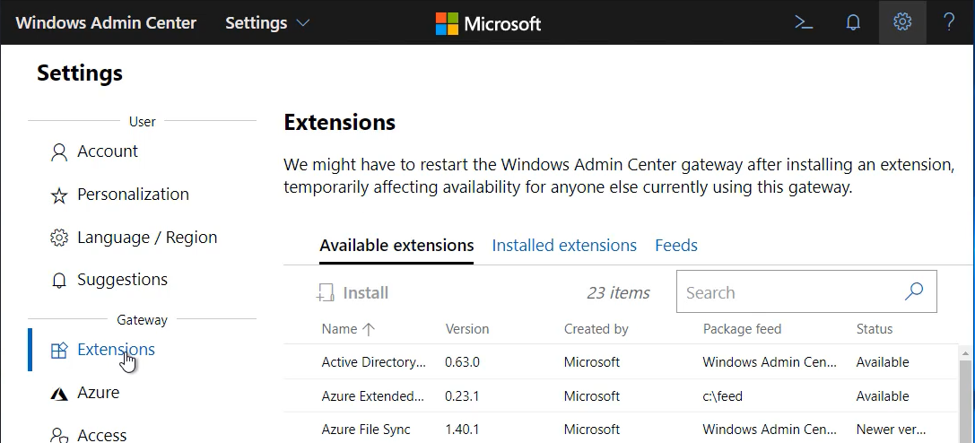 Windows Admin Center Settings Microsoft
Settings
User
Account
Personalization
Language / Region
Suggestions
Gateway
Extensions
Azure
Access
Extensions
We might have to restart the Windows Admin Center gateway after installing an extension,
temporarily affecting availability for anyone else currently using this gateway.
Available extensions Installed extensions Feeds
Install 23 items Search
Name Version Created by Package feed Status
Active Directory... 0.63.0 Microsoft Windows Admin Cen... Available
Azure Extended... 0.23.1 Microsoft c:\feed Available
Azure File Sync 1.40.1 Microsoft Windows Admin Cen... Newer ver...